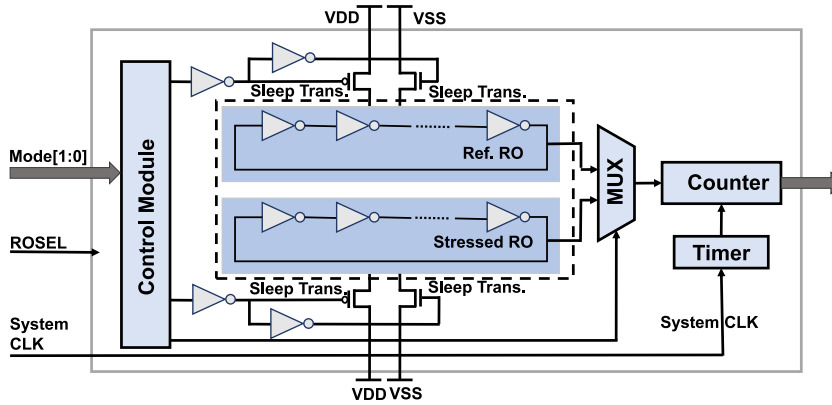 VDD
VSS
Sleep Trans.
Sleep Trans.
Mode[1:0]
Control Module
Ref. RO
MUX
Counter
Stressed RO
ROSEL
Timer
Sleep Trans.
Sleep Trans.
System
CLK
System CLK
VDD
VSS